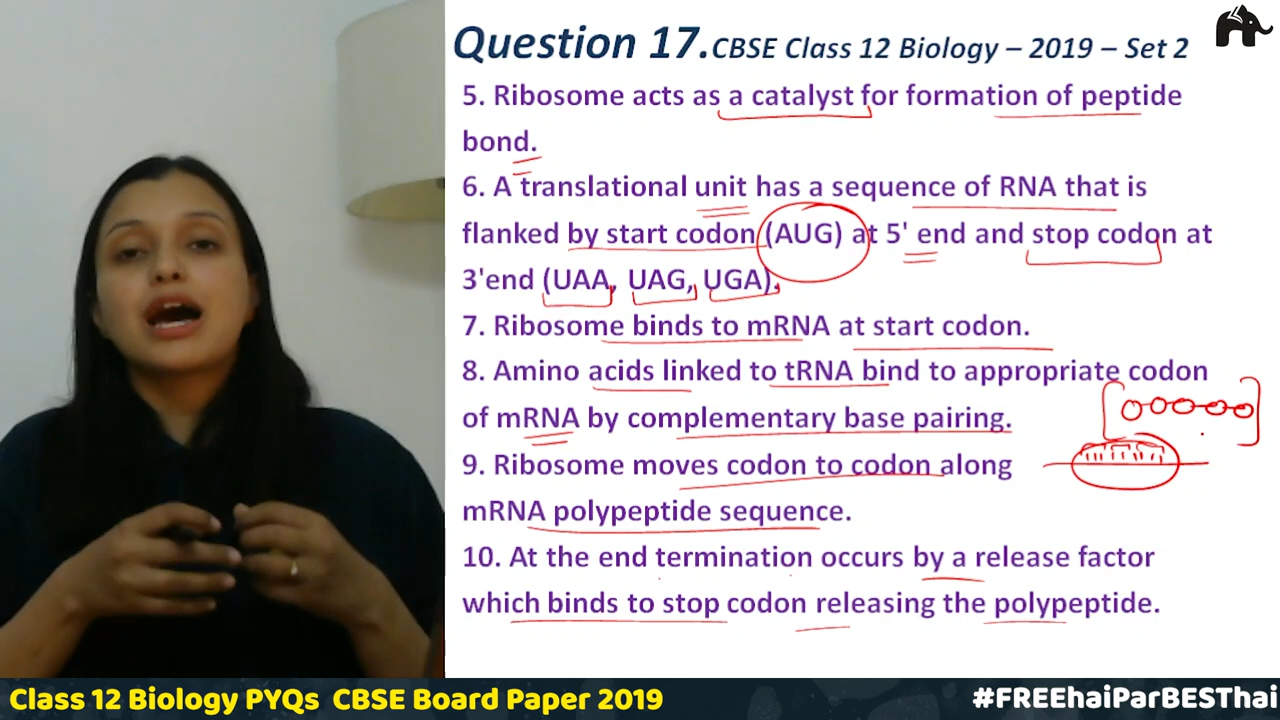 Question 17.CBSE Class 12 Biology – 2019 – Set 2
5. Ribosome acts as a catalyst for formation of peptide
bond.
6. A translational unit has a sequence of RNA that is
flanked by start codon (AUG) at 5' end and stop codon at
3'end (UAA, UAG, UGA).
7. Ribosome binds to mRNA at start codon.
8. Amino acids linked to tRNA bind to appropriate codon
of mRNA by complementary base pairing.
9. Ribosome moves codon to codon along
mRNA polypeptide sequence.
10. At the end termination occurs by a release factor
which binds to stop codon releasing the polypeptide.
Class 12 Biology PYQs CBSE Board Paper 2019
#FREEhaiParBESThai